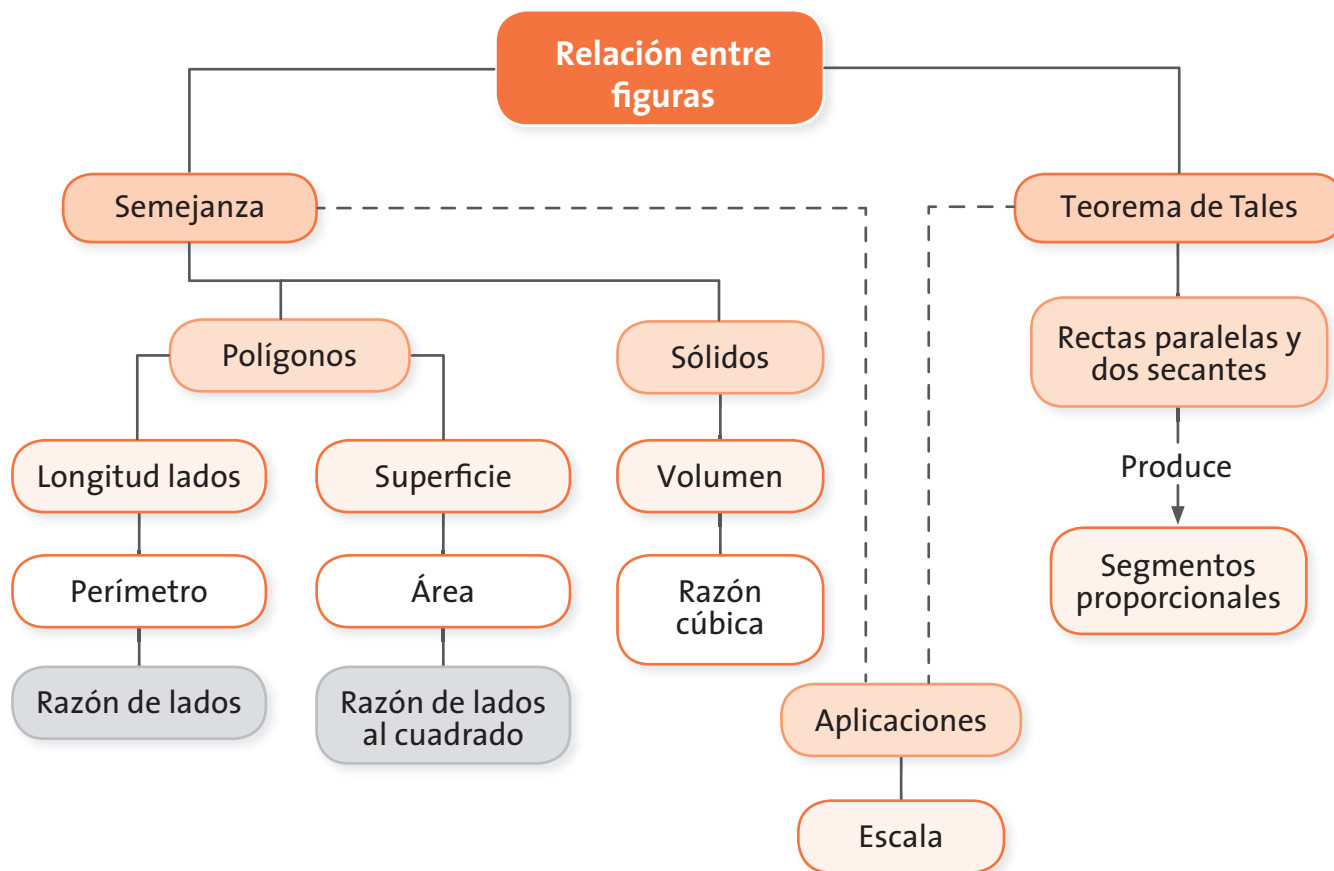 Relación entre
figuras
Semejanza
Teorema de Tales
Polígonos
Sólidos
Rectas paralelas y
dos secantes
Longitud lados
Superficie
Volumen
Produce
Perímetro
Área
Razón
cúbica
Segmentos
proporcionales
Razón de lados
Razón de lados
al cuadrado
Aplicaciones
Escala